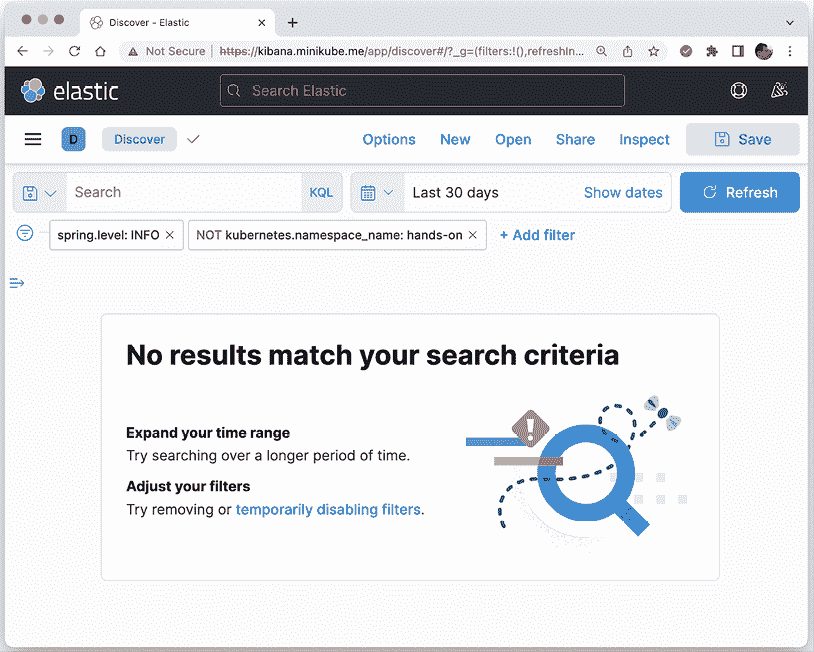 Discover - Elastic
Not Secure | https://kibana.minikube.me/app/discover#/?_g=(filters:!(),refreshIn...
elastic
Search Elastic
D
Discover
Options
New
Open
Share
Inspect
Save
Search
KQL
Last 30 days
Show dates
Refresh
spring.level: INFO
NOT kubernetes.namespace_name: hands-on
+ Add filter
No results match your search criteria
Expand your time range
Try searching over a longer period of time.
Adjust your filters
Try removing or temporarily disabling filters.